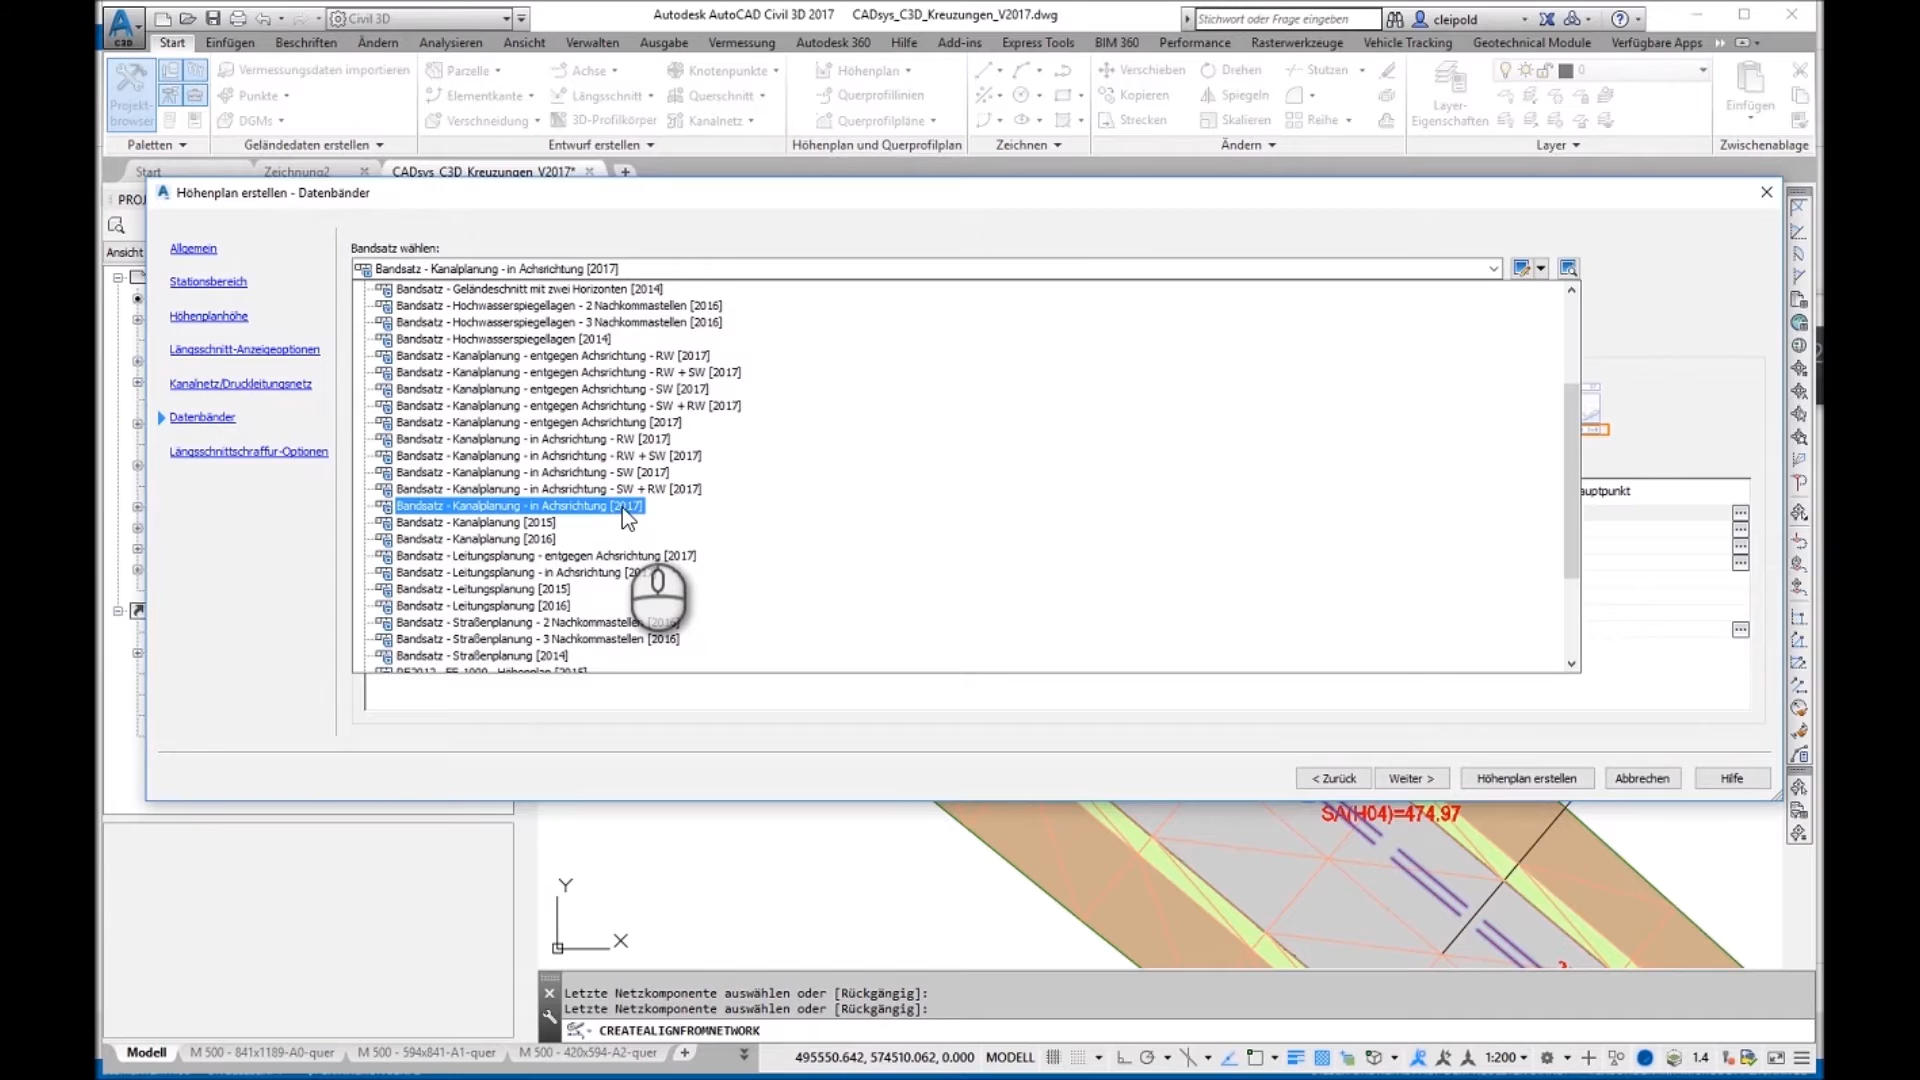 Civil 3D
Autodesk AutoCAD Civil 3D 2017 CADsys_C3D_Kreuzungen_V2017.dwg
Stichwort oder Frage eingeben
cleipold
C3D
Start Einfügen Beschriften Ändern Analysieren Ansicht Verwalten Ausgabe Vermessung Autodesk 360 Hilfe Add-ins Express Tools BIM 360 Performance Rasterwerkzeuge Vehicle Tracking Geotechnical Module Verfügbare Apps
Vermessungsdaten importieren Parzelle Achse Knotenpunkte Höhenplan Verschieben Drehen Stutzen 0
Projekt-
browser
Punkte Elementkante Längsschnitt Querschnitt Querprofillinien Kopieren Spiegeln
Layer-
Eigenschaften
Einfügen
DGMs Verschneidung 3D-Profilkörper Kanalnetz Querprofilpläne Strecken Skalieren Reihe
Paletten Geländedaten erstellen Entwurf erstellen Höhenplan und Querprofilplan Zeichnen Ändern Layer Zwischenablage
Start Zeichnung2 CADsys_C3D_Kreuzungen_V2017*
Höhenplan erstellen - Datenbänder
PROJ
Ansicht
Allgemein
Stationsbereich
Höhenplanhöhe
Längsschnitt-Anzeigeoptionen
Kanalnetz/Druckleitungsnetz
Datenbänder
Längsschnittschraffur-Optionen
Bandsatz wählen:
Bandsatz - Kanalplanung - in Achsrichtung [2017]
Bandsatz - Geländeschnitt mit zwei Horizonten [2014]
Bandsatz - Hochwasserspiegellagen - 2 Nachkommastellen [2016]
Bandsatz - Hochwasserspiegellagen - 3 Nachkommastellen [2016]
Bandsatz - Hochwasserspiegellagen [2014]
Bandsatz - Kanalplanung - entgegen Achsrichtung - RW [2017]
Bandsatz - Kanalplanung - entgegen Achsrichtung - RW + SW [2017]
Bandsatz - Kanalplanung - entgegen Achsrichtung - SW [2017]
Bandsatz - Kanalplanung - entgegen Achsrichtung - SW + RW [2017]
Bandsatz - Kanalplanung - entgegen Achsrichtung [2017]
Bandsatz - Kanalplanung - in Achsrichtung - RW [2017]
Bandsatz - Kanalplanung - in Achsrichtung - RW + SW [2017]
Bandsatz - Kanalplanung - in Achsrichtung - SW [2017]
Bandsatz - Kanalplanung - in Achsrichtung - SW + RW [2017]
Bandsatz - Kanalplanung - in Achsrichtung [2017]
Bandsatz - Kanalplanung [2015]
Bandsatz - Kanalplanung [2016]
Bandsatz - Leitungsplanung - entgegen Achsrichtung [2017]
Bandsatz - Leitungsplanung - in Achsrichtung
Bandsatz - Leitungsplanung [2015]
Bandsatz - Leitungsplanung [2016]
Bandsatz - Straßenplanung - 2 Nachkommastellen [2016]
Bandsatz - Straßenplanung - 3 Nachkommastellen [2016]
Bandsatz - Straßenplanung [2014]
auptpunkt
< Zurück Weiter > Höhenplan erstellen Abbrechen Hilfe
SA(H04)=474.97
Y
X
Letzte Netzkomponente auswählen oder [Rückgängig]:
Letzte Netzkomponente auswählen oder [Rückgängig]:
CREATEALIGNFROMNETWORK
Modell M 500 - 841x1189-A0-quer M 500 - 594x841-A1-quer M 500 - 420x594-A2-quer
495550.642, 574510.062, 0.000 MODELL 1:200 1.4